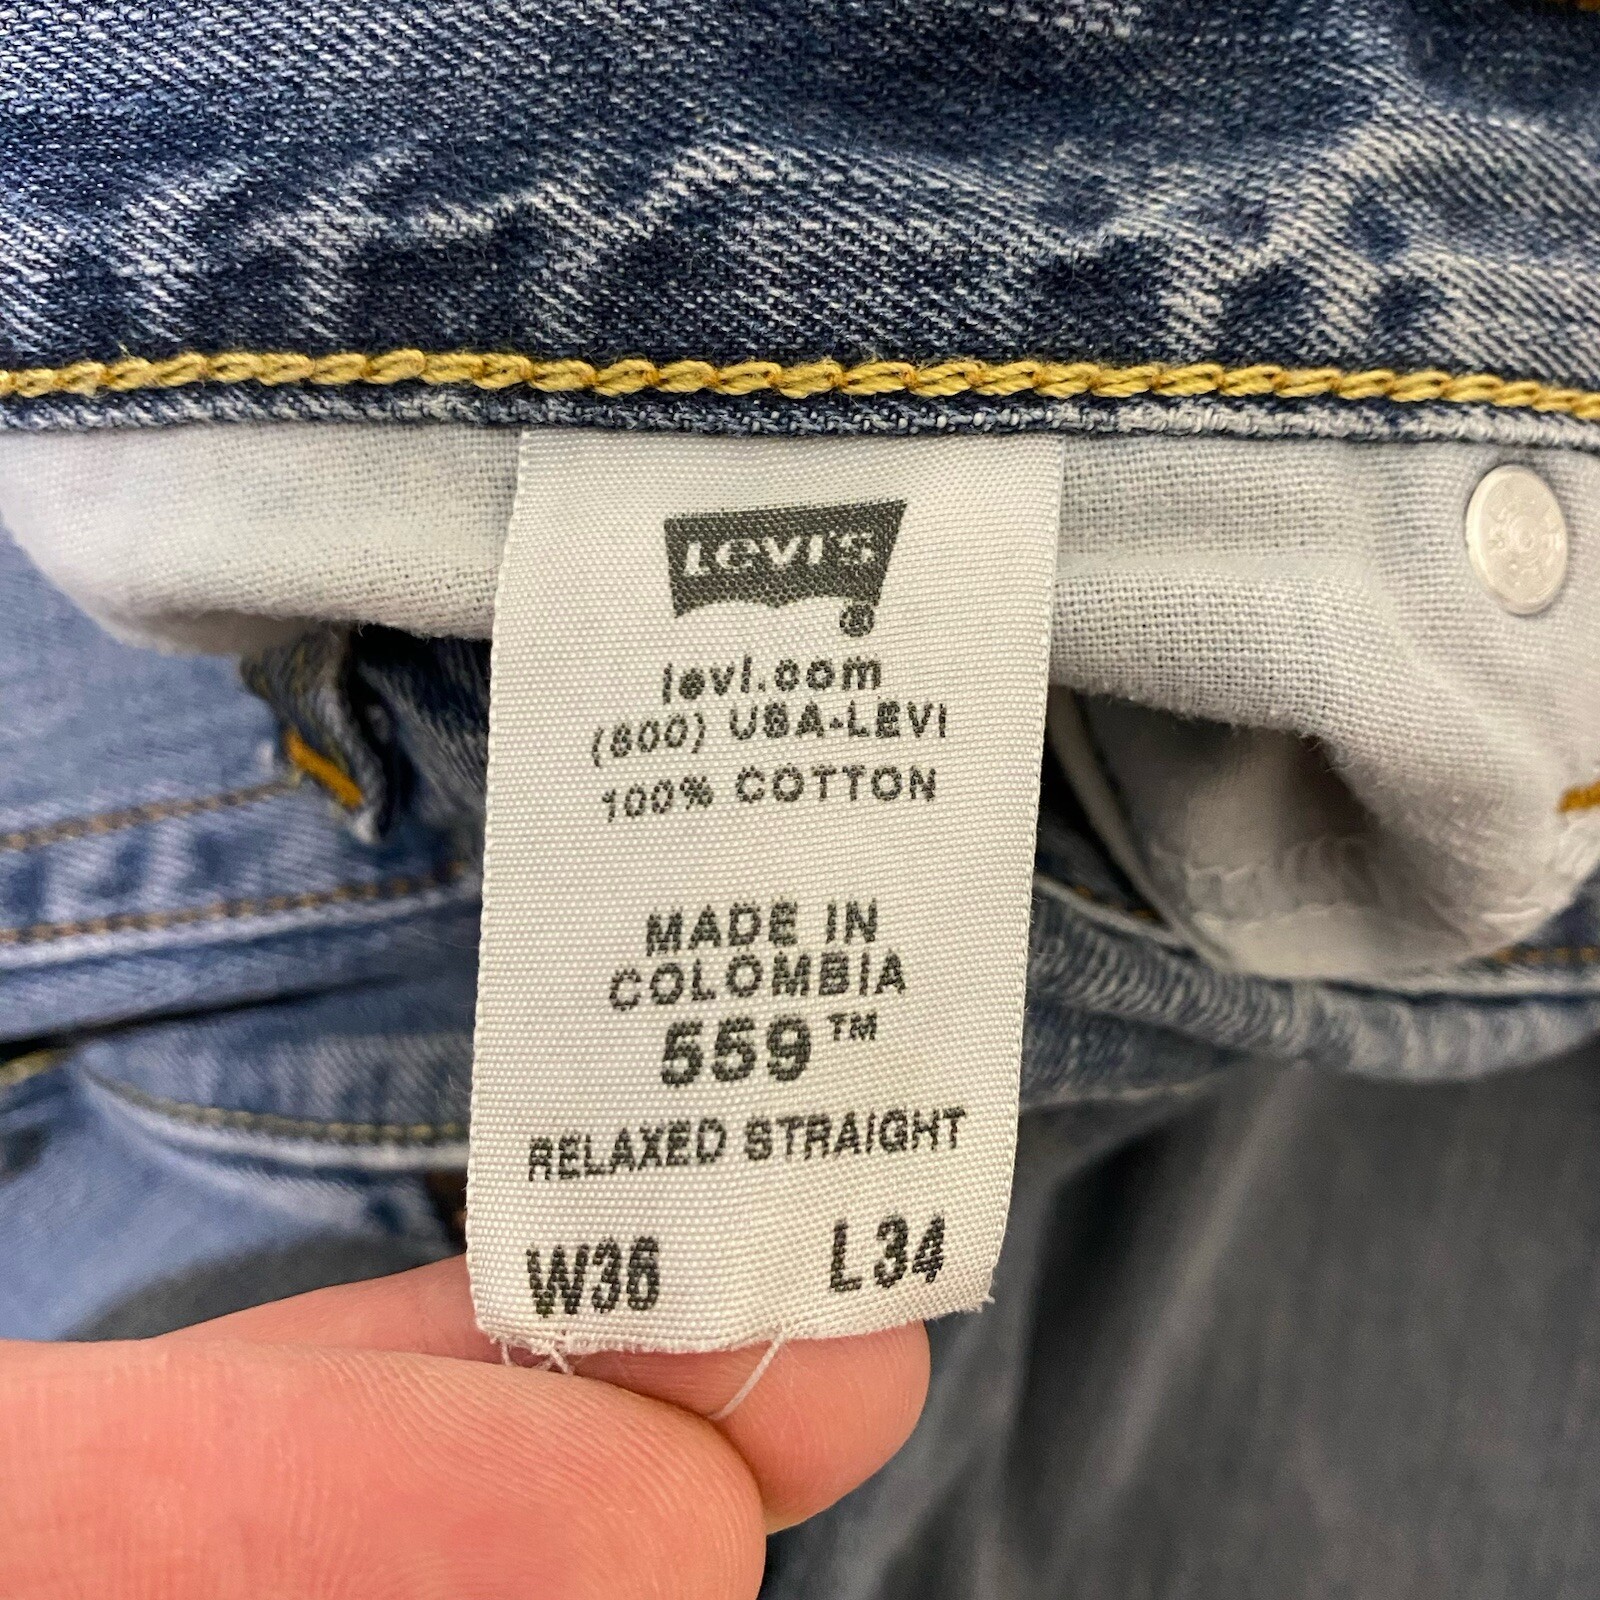 LEVI'S
®
levi.com
(800) USA-LEVI
100% COTTON
MADE IN
COLOMBIA
559™
RELAXED STRAIGHT
W36 L34